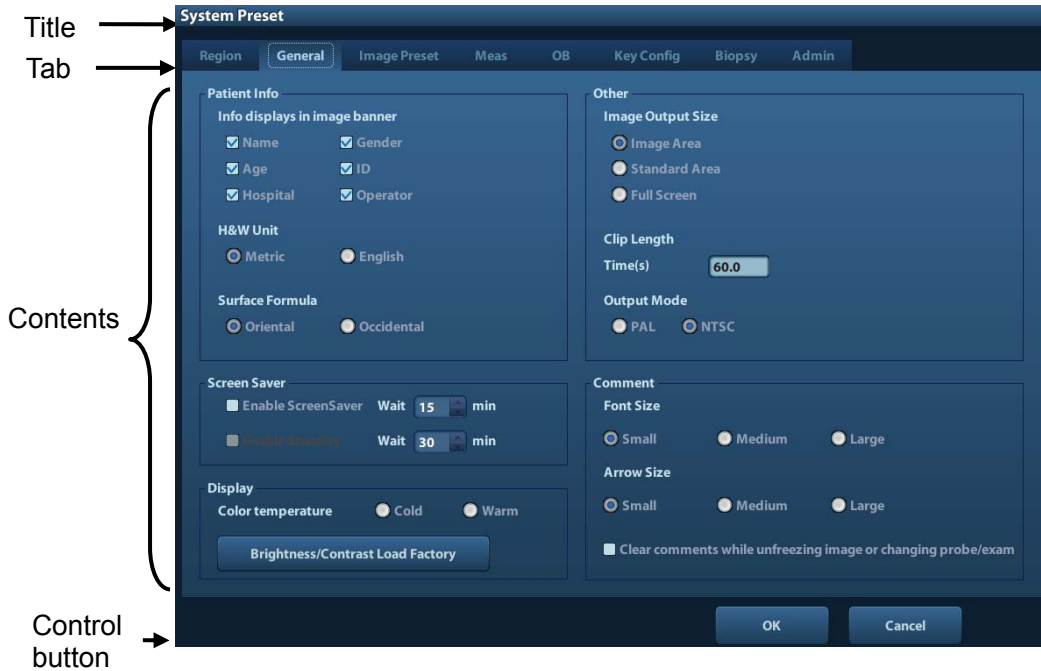 Title
System Preset
Tab
Region General Image Preset Meas OB Key Config Biopsy Admin
Contents
Patient Info
Info displays in image banner
Name Gender
Age ID
Hospital Operator
H&W Unit
Metric English
Surface Formula
Oriental Occidental
Other
Image Output Size
Image Area
Standard Area
Full Screen
Clip Length
Time(s) 60.0
Output Mode
PAL NTSC
Screen Saver
Enable ScreenSaver Wait 15 min
Enable Standby Wait 30 min
Comment
Font Size
Small Medium Large
Arrow Size
Small Medium Large
Clear comments while unfreezing image or changing probe/exam
Display
Color temperature Cold Warm
Brightness/Contrast Load Factory
Control
button
OK Cancel